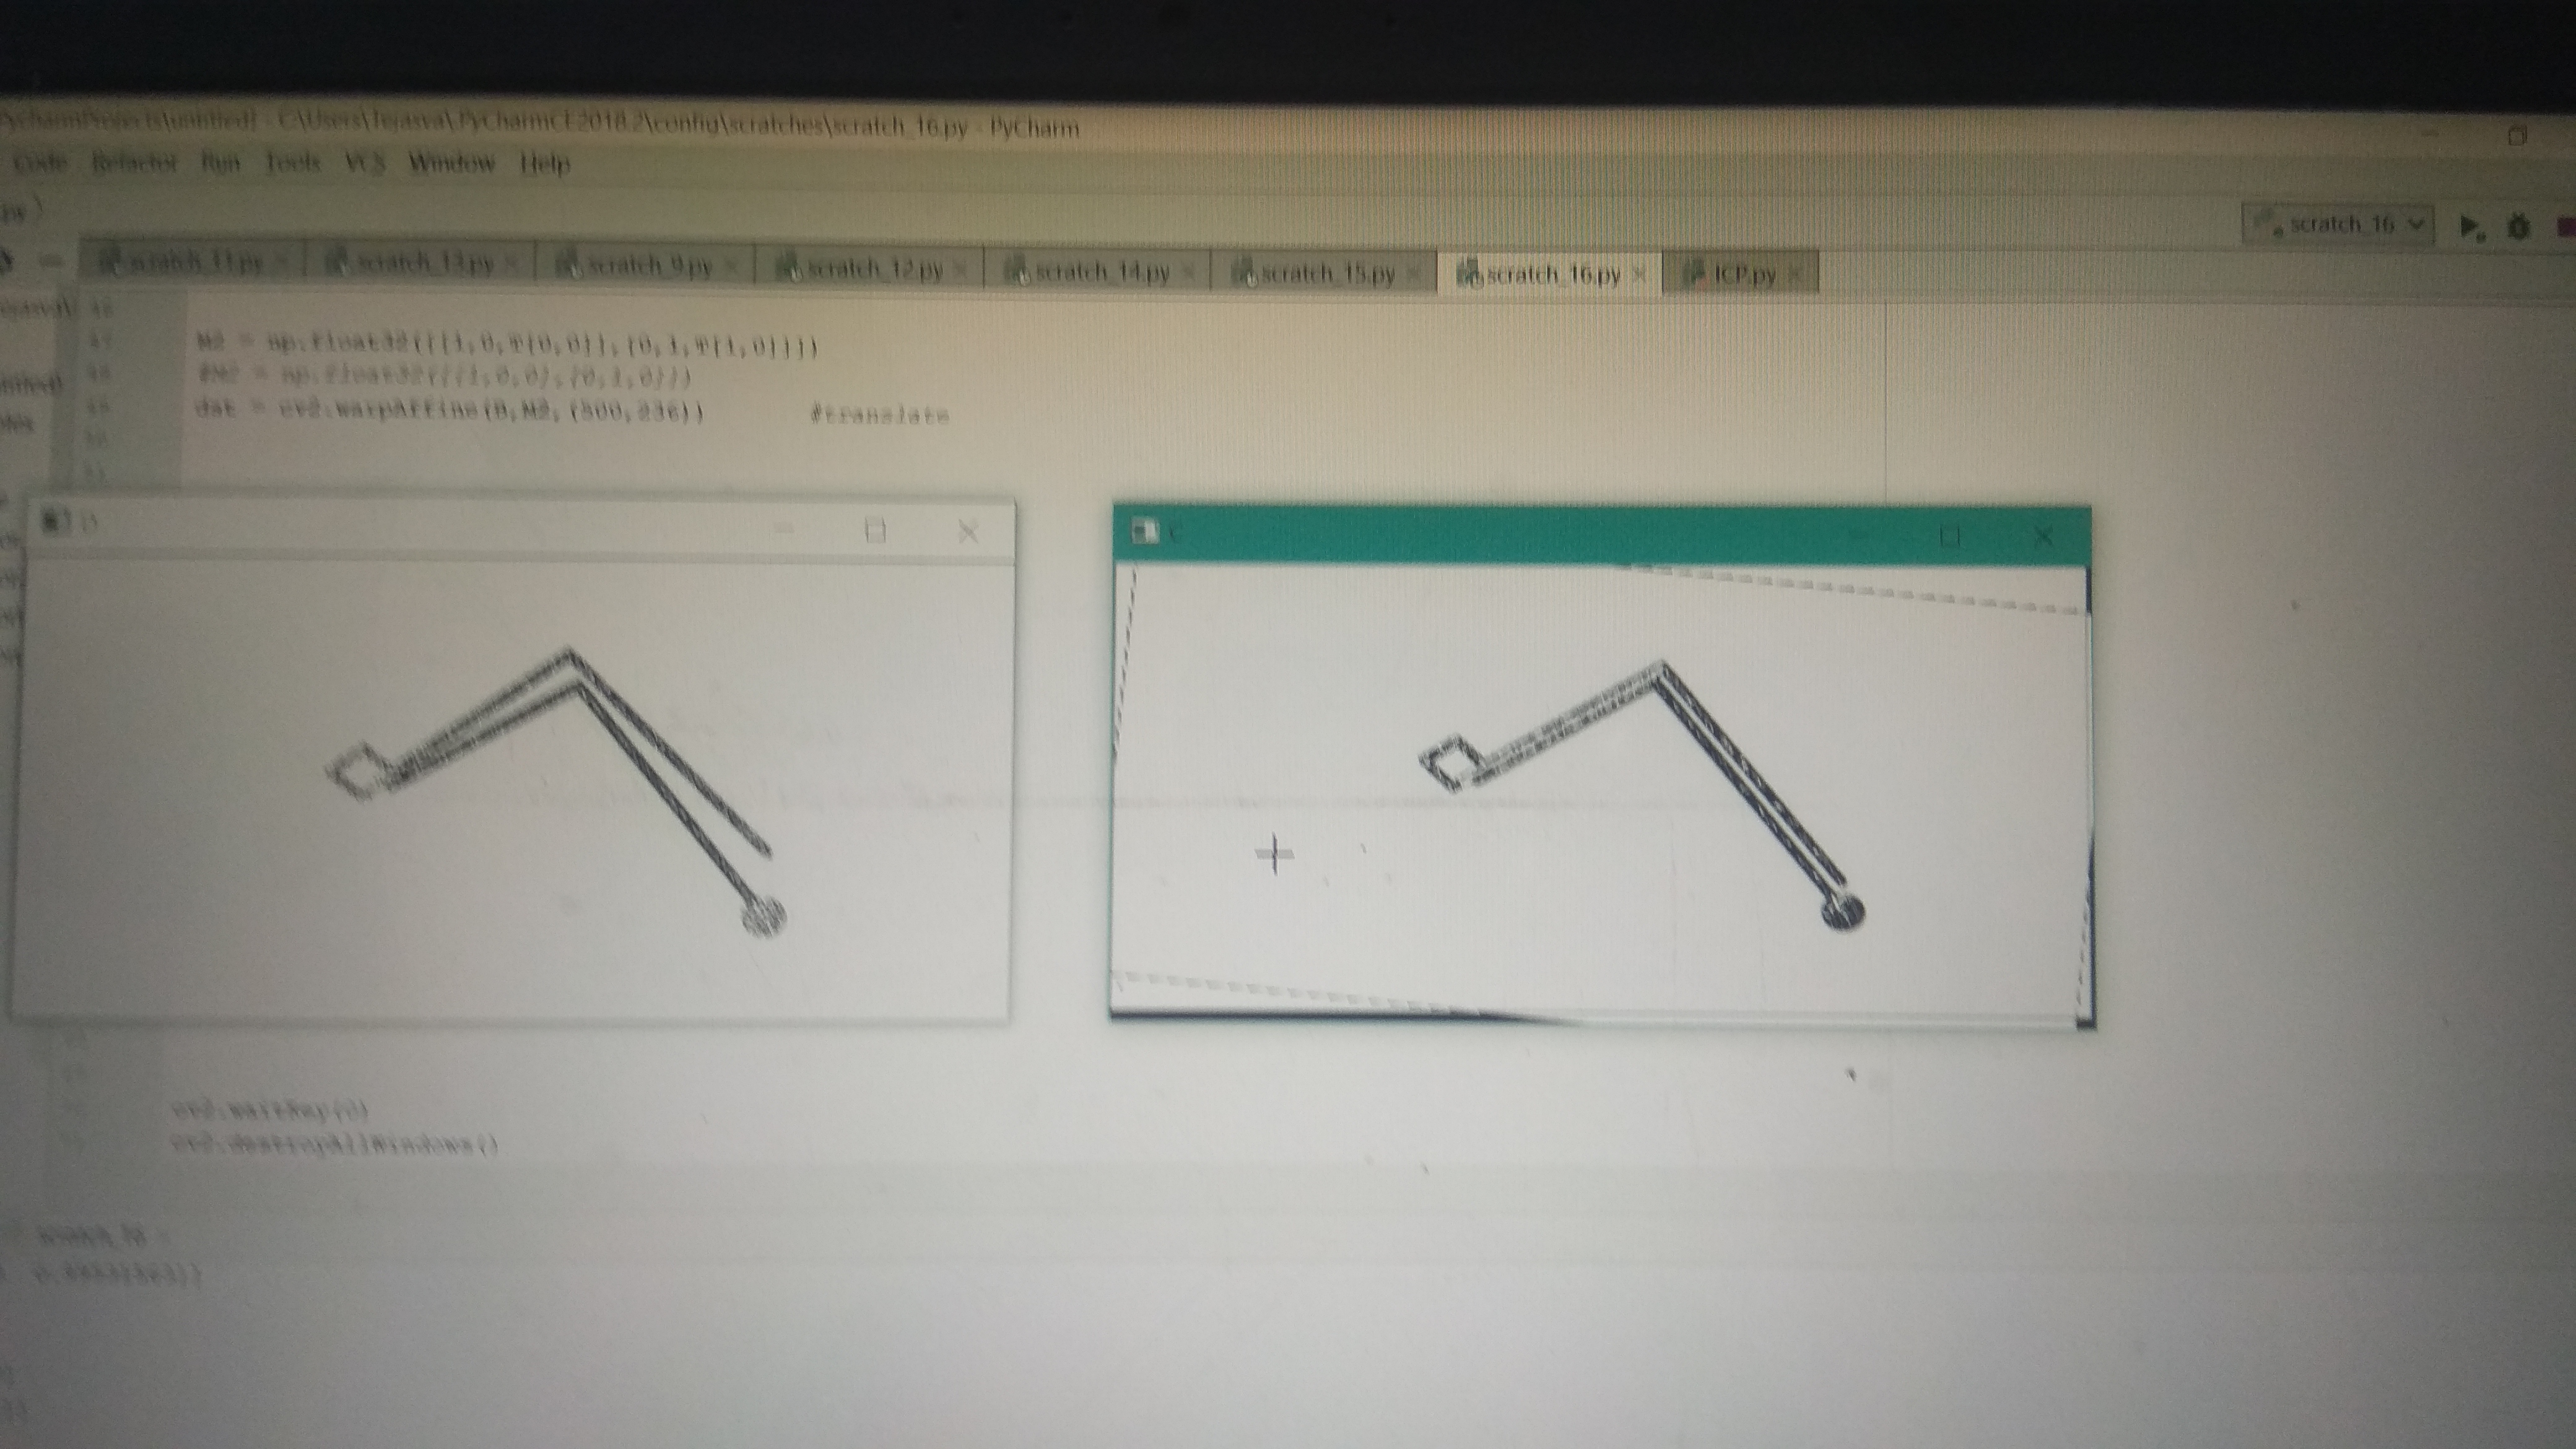 PycharmProjects\untitled] - C:\Users\Tejasva\.PyCharmCE2018.2\config\scratches\scratch_16.py - PyCharm
Code Refactor Run Tools VCS Window Help
scratch_16
scratch_11.py scratch_13.py scratch_9.py scratch_12.py scratch_14.py scratch_15.py scratch_16.py ICP.py
M2 = np.float32([[1,0,T[0,0]],[0,1,T[1,0]]])
#M2 = np.float32([[1,0,0],[0,1,0]])
dst = cv2.warpAffine(B,M2,(500,236)) #translate
cv2.waitKey(0)
cv2.destroyAllWindows()